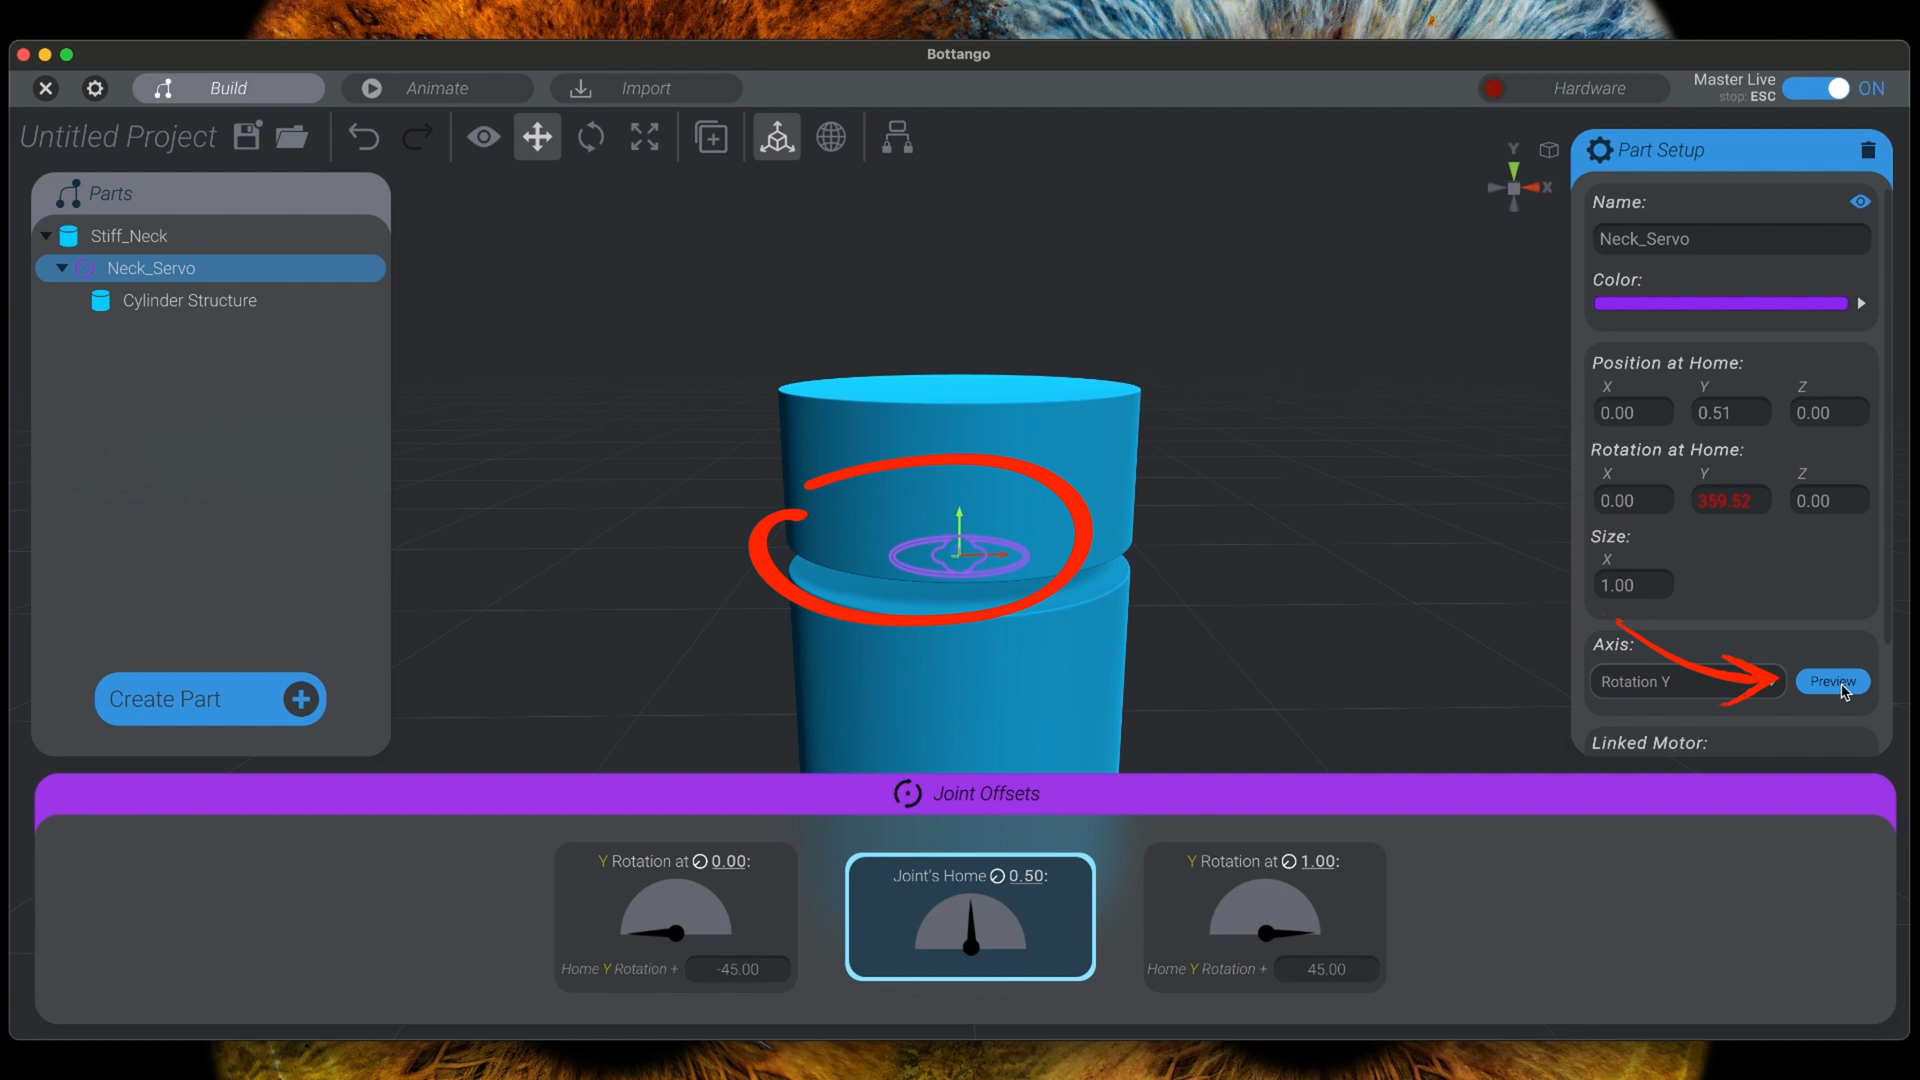 Bottango
Build
Animate
Import
Hardware
Master Live
stop: ESC
ON
Untitled Project
Y
X
Parts
Stiff_Neck
Neck_Servo
Cylinder Structure
Create Part
Part Setup
Name:
Neck_Servo
Color:
Position at Home:
X Y Z
0.00 0.51 0.00
Rotation at Home:
X Y Z
0.00 359.52 0.00
Size:
X
1.00
Axis:
Rotation Y
Preview
Linked Motor:
Joint Offsets
Y Rotation at 0.00:
Home Y Rotation + -45.00
Joint's Home 0.50:
Y Rotation at 1.00:
Home Y Rotation + 45.00